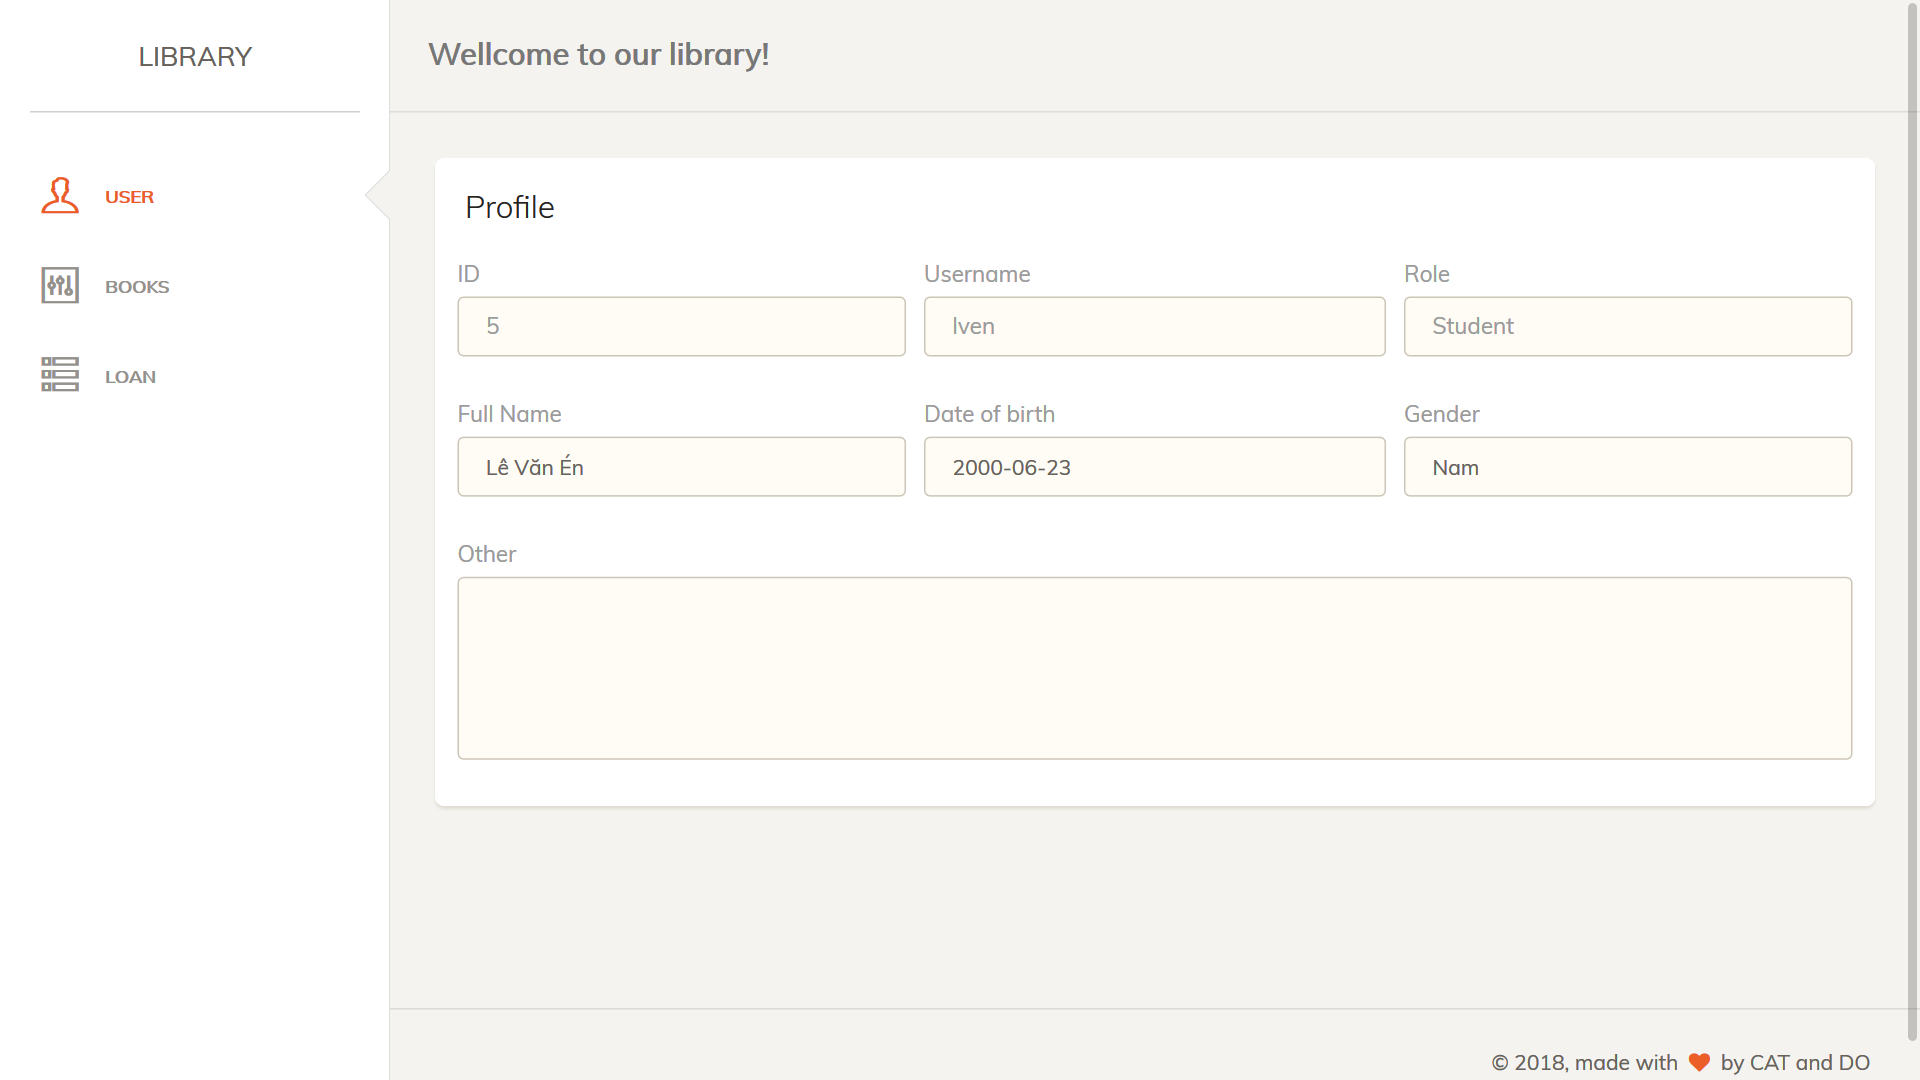 LIBRARY
Wellcome to our library!
USER
BOOKS
LOAN
Profile
ID
Username
Role
5
lven
Student
Full Name
Date of birth
Gender
Lê Văn Én
2000-06-23
Nam
Other
© 2018, made with by CAT and DO